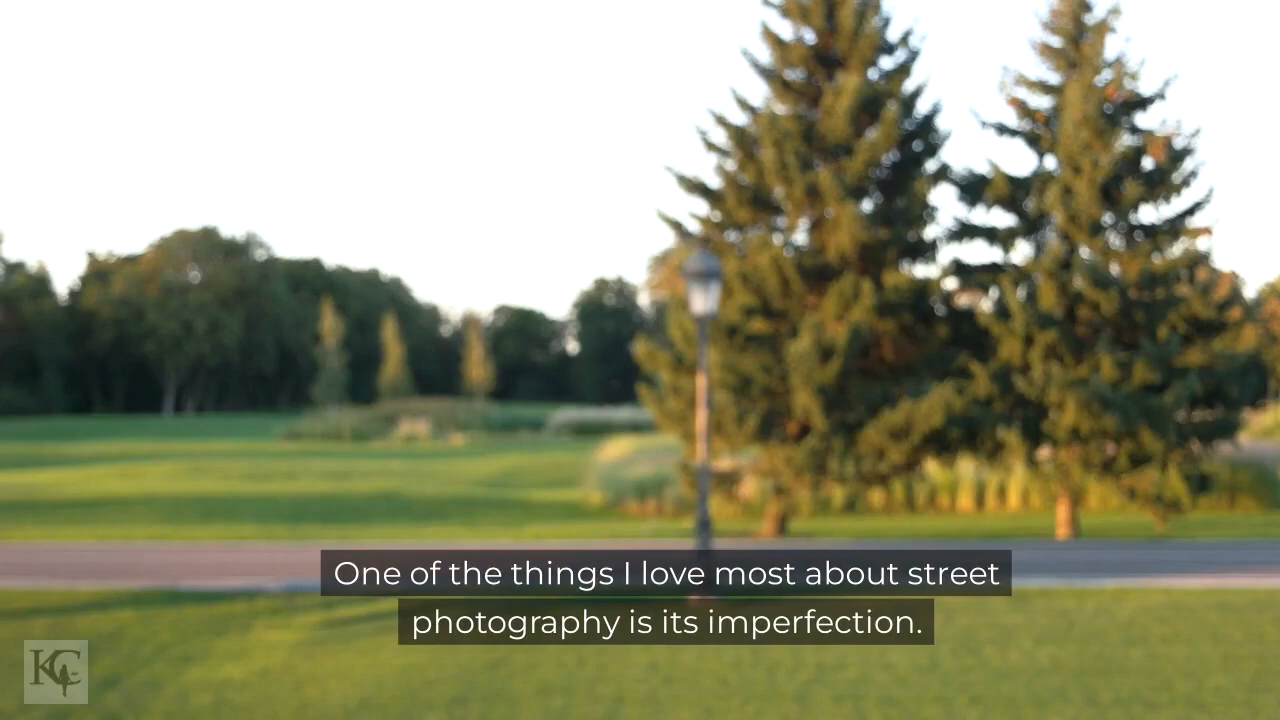 One of the things I love most about street
photography is its imperfection.
KC